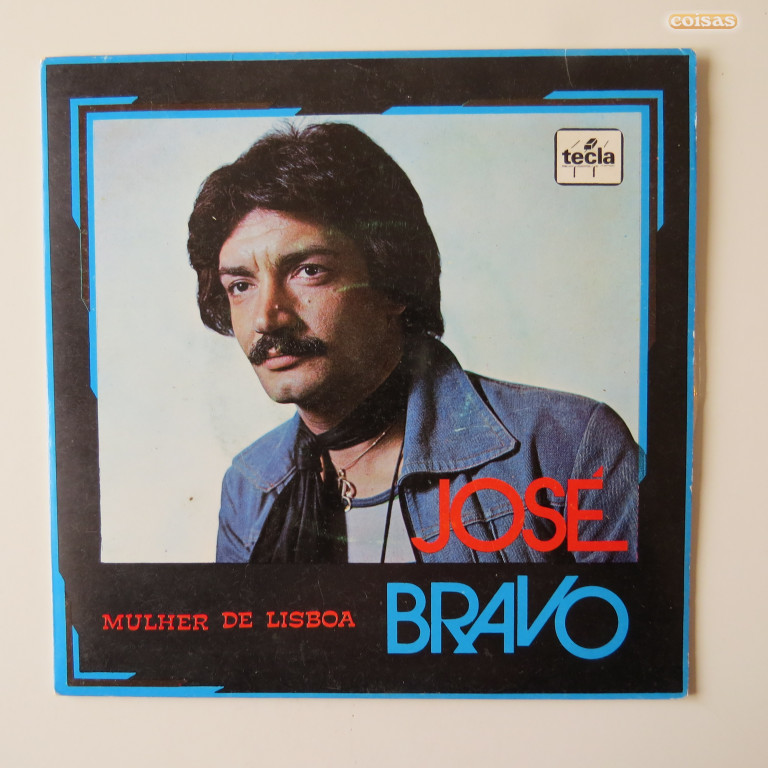 coisas
tecla
JOSÉ
BRAVO
MULHER DE LISBOA